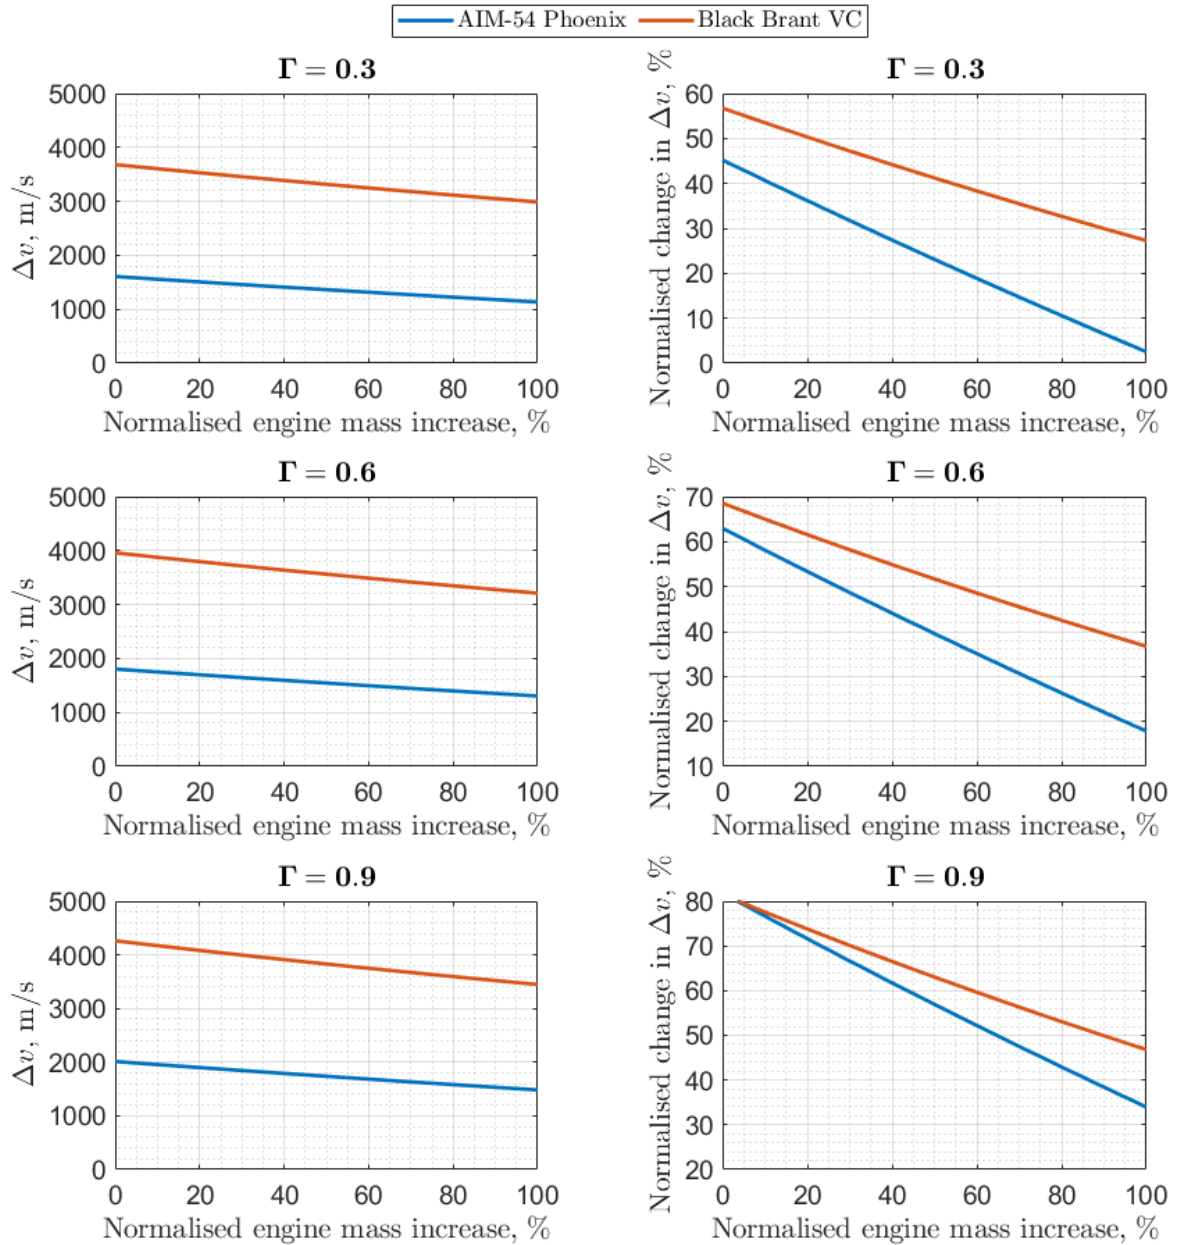 AIM-54 Phoenix Black Brant VC
Γ = 0.3
5000
4000
3000
2000
1000
0
Δv, m/s
0 20 40 60 80 100
Normalised engine mass increase, %
Γ = 0.3
60
50
40
30
20
10
0
Normalised change in Δv, %
0 20 40 60 80 100
Normalised engine mass increase, %
Γ = 0.6
5000
4000
3000
2000
1000
0
Δv, m/s
0 20 40 60 80 100
Normalised engine mass increase, %
Γ = 0.6
70
60
50
40
30
20
10
Normalised change in Δv, %
0 20 40 60 80 100
Normalised engine mass increase, %
Γ = 0.9
5000
4000
3000
2000
1000
0
Δv, m/s
0 20 40 60 80 100
Normalised engine mass increase, %
Γ = 0.9
80
70
60
50
40
30
20
Normalised change in Δv, %
0 20 40 60 80 100
Normalised engine mass increase, %